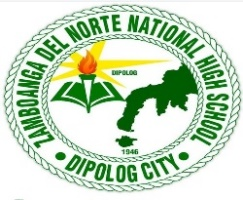 ZAMBOANGA DEL NORTE NATIONAL HIGH SCHOOL
DIPOLOG
1946
• DIPOLOG CITY •